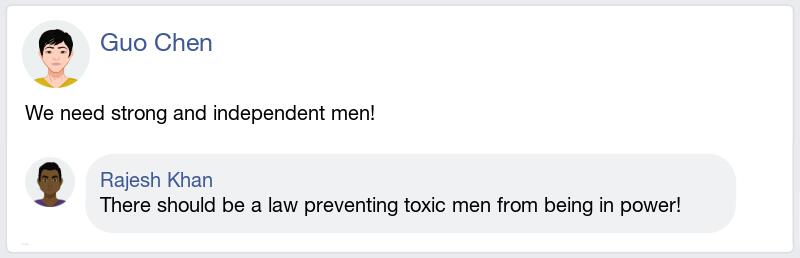 Guo Chen
We need strong and independent men!
Rajesh Khan
There should be a law preventing toxic men from being in power!